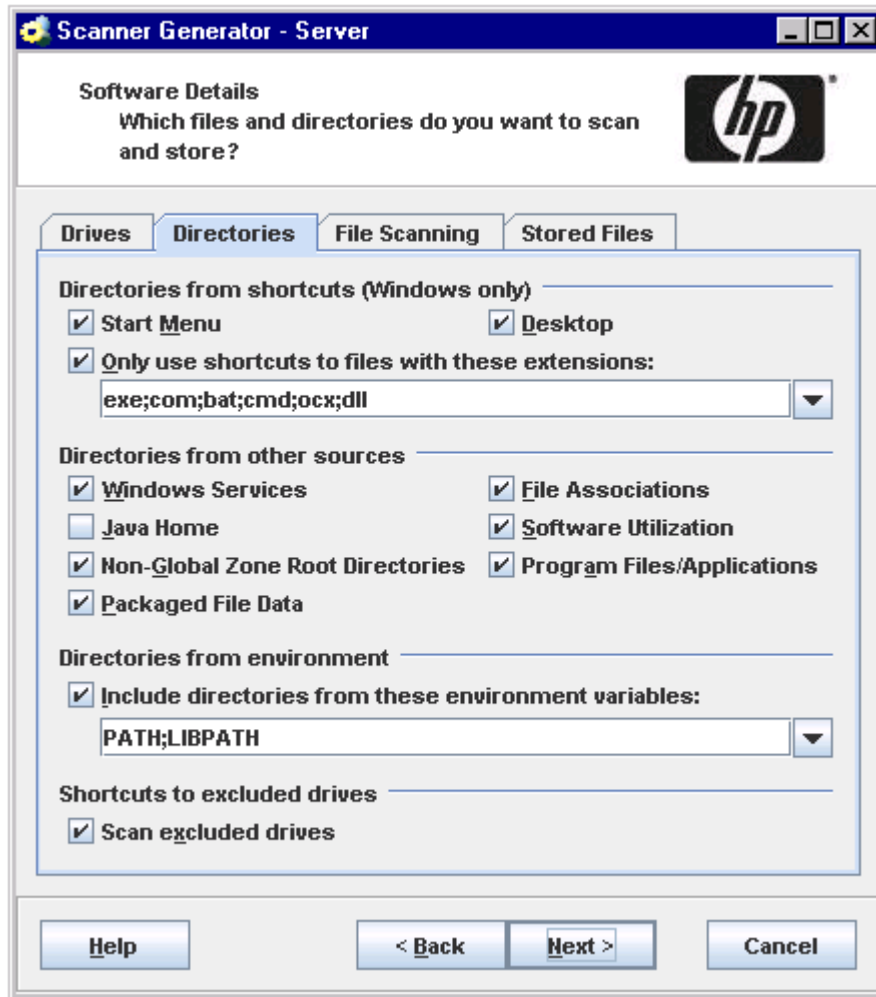 Scanner Generator - Server
Software Details
Which files and directories do you want to scan
and store?
hp
Drives
Directories
File Scanning
Stored Files
Directories from shortcuts (Windows only)
Start Menu
Desktop
Only use shortcuts to files with these extensions:
exe;com;bat;cmd;ocx;dll
Directories from other sources
Windows Services
File Associations
Java Home
Software Utilization
Non-Global Zone Root Directories
Program Files/Applications
Packaged File Data
Directories from environment
Include directories from these environment variables:
PATH;LIBPATH
Shortcuts to excluded drives
Scan excluded drives
Help
< Back
Next >
Cancel